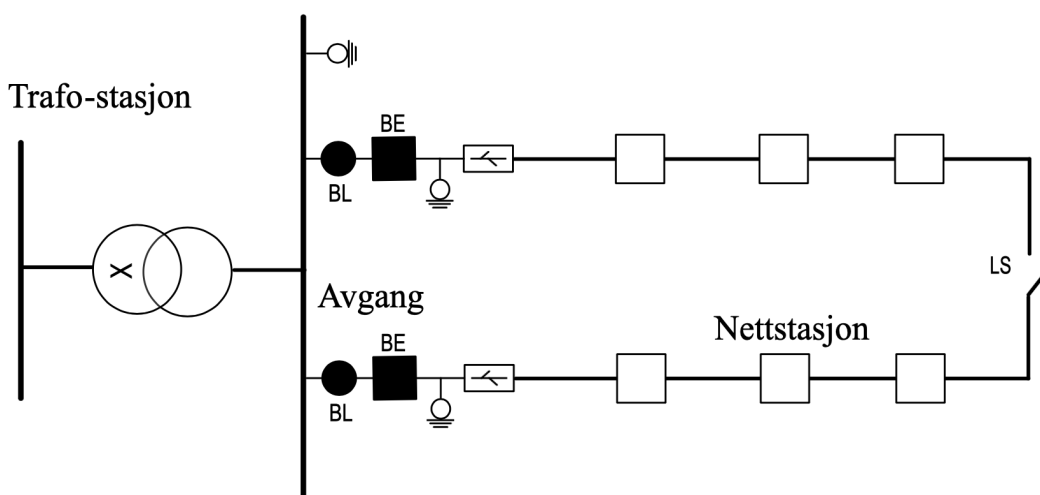 Trafo-stasjon
BE
BL
X
LS
Avgang
BE
Nettstasjon
BL